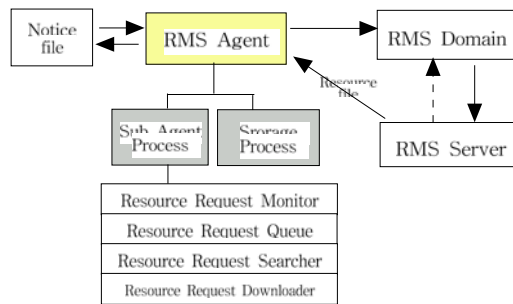 Notice
file
RMS Agent
RMS Domain
Resource
file
Sub Agent
Process
Srorage
Process
RMS Server
Resource Request Monitor
Resource Request Queue
Resource Request Searcher
Resource Request Downloader